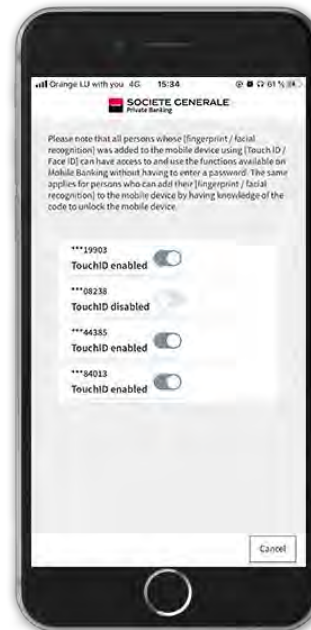 Orange LU with you 4G 15:34 61 %
SOCIETE GENERALE
Private Banking
Please note that all persons whose [fingerprint / facial
recognition] was added to the mobile device using [Touch ID /
Face ID] can have access to and use the functions available on
Mobile Banking without having to enter a password. The same
applies for persons who can add their [fingerprint / facial
recognition] to the mobile device by having knowledge of the
code to unlock the mobile device.
***19903
TouchID enabled
***08238
TouchID disabled
***44385
TouchID enabled
***84013
TouchID enabled
Cancel